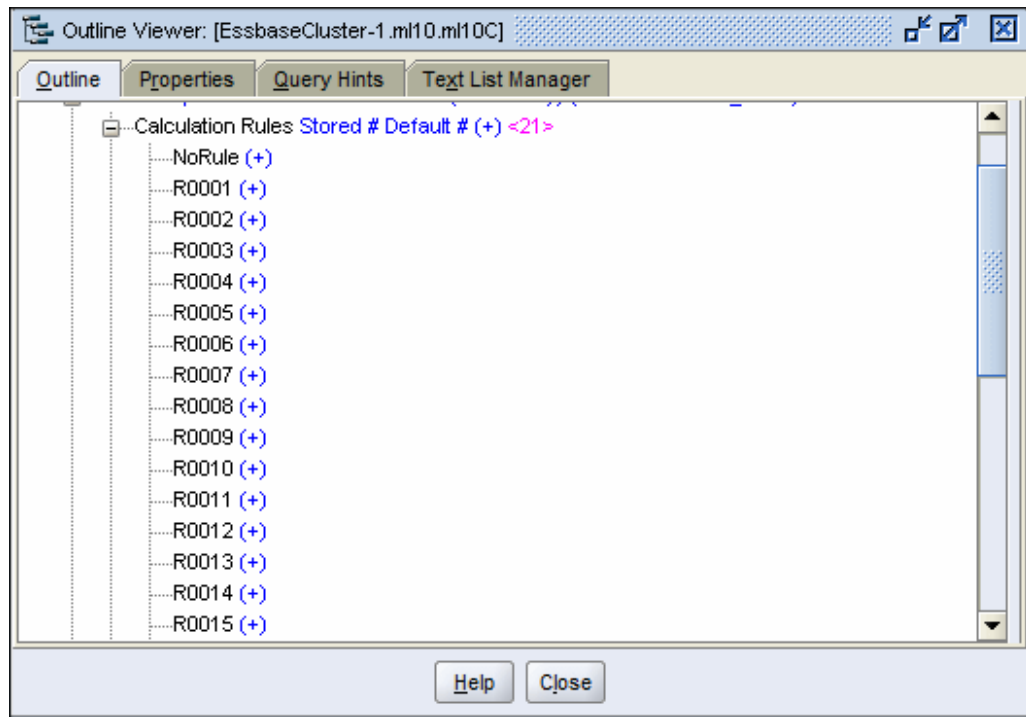 Outline Viewer: [EssbaseCluster-1.ml10.ml10C]
Outline Properties Query Hints Text List Manager
Calculation Rules Stored # Default # (+) <21>
NoRule (+)
R0001 (+)
R0002 (+)
R0003 (+)
R0004 (+)
R0005 (+)
R0006 (+)
R0007 (+)
R0008 (+)
R0009 (+)
R0010 (+)
R0011 (+)
R0012 (+)
R0013 (+)
R0014 (+)
R0015 (+)
Help Close